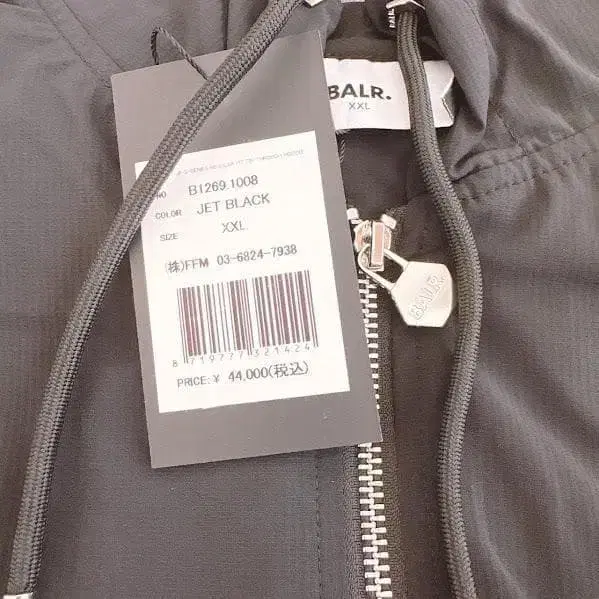 BALR.
XXL
NO B1269.1008
COLOR JET BLACK
SIZE XXL
(株)FFM 03-6824-7938
8 719777 321424
PRICE:¥ 44,000(税込)
BALR